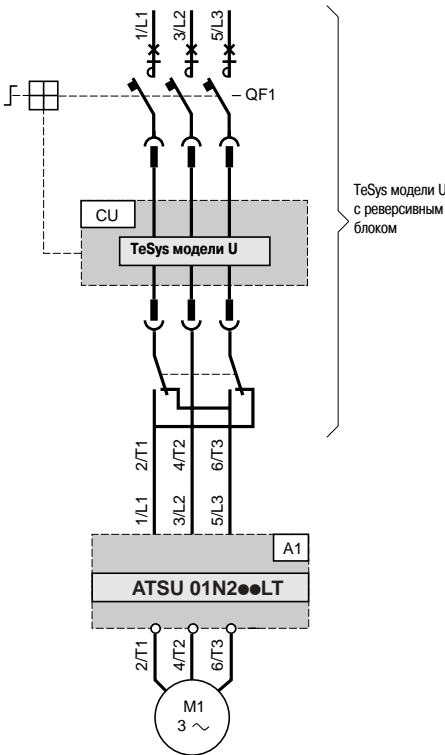 1/L1 3/L2 5/L3
QF1
CU
TeSys модели U
TeSys модели U
с реверсивным
блоком
2/T1 4/T2 6/T3
1/L1 3/L2 5/L3
A1
ATSU 01N2●●LT
2/T1 4/T2 6/T3
M1
3 ~